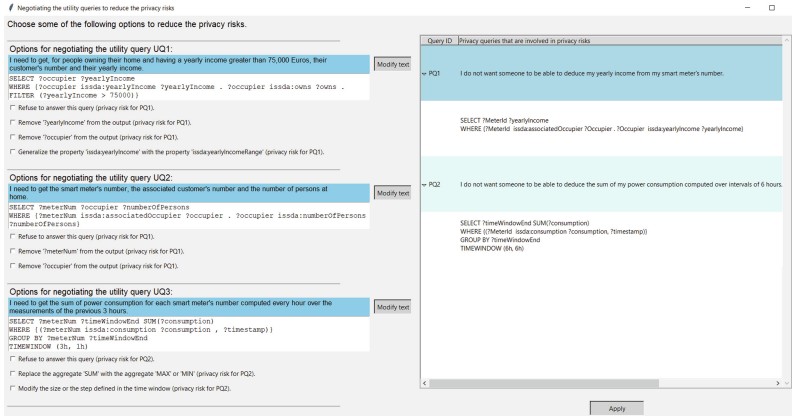 Negotiating the utility queries to reduce the privacy risks
Choose some of the following options to reduce the privacy risks.
Options for negotiating the utility query UQ1:
I need to get, for people owning their home and having a yearly income greater than 75,000 Euros, their
customer's number and their yearly income.
Modify text
SELECT ?occupier ?yearlyIncome
WHERE {?occupier issda:yearlyIncome ?yearlyIncome . ?occupier issda:owns ?owns .
FILTER (?yearlyIncome > 75000)}
Refuse to answer this query (privacy risk for PQ1).
Remove '?yearlyIncome' from the output (privacy risk for PQ1).
Remove '?occupier' from the output (privacy risk for PQ1).
Generalize the property 'issda:yearlyIncome' with the property 'issda:yearlyIncomeRange' (privacy risk for PQ1).
Options for negotiating the utility query UQ2:
I need to get the smart meter's number, the associated customer's number and the number of persons at
home.
Modify text
SELECT ?meterNum ?occupier ?numberOfPersons
WHERE {?meterNum issda:associatedOccupier ?occupier . ?occupier issda:numberOfPersons
?numberOfPersons}
Refuse to answer this query (privacy risk for PQ1).
Remove '?meterNum' from the output (privacy risk for PQ1).
Remove '?occupier' from the output (privacy risk for PQ1).
Options for negotiating the utility query UQ3:
I need to get the sum of power consumption for each smart meter's number computed every hour over the
measurements of the previous 3 hours.
Modify text
SELECT ?meterNum ?timeWindowEnd SUM(?consumption)
WHERE {(?meterNum issda:consumption ?consumption , ?timestamp)}
GROUP BY ?meterNum ?timeWindowEnd
TIMEWINDOW (3h, 1h)
Refuse to answer this query (privacy risk for PQ2).
Replace the aggregate 'SUM' with the aggregate 'MAX' or 'MIN' (privacy risk for PQ2).
Modify the size or the step defined in the time window (privacy risk for PQ2).
Query ID Privacy queries that are involved in privacy risks
PQ1 I do not want someone to be able to deduce my yearly income from my smart meter's number.
SELECT ?MeterId ?yearlyIncome
WHERE {?MeterId issda:associatedOccupier ?Occupier . ?Occupier issda:yearlyIncome ?yearlyIncome}
PQ2 I do not want someone to be able to deduce the sum of my power consumption computed over intervals of 6 hours.
SELECT ?timeWindowEnd SUM(?consumption)
WHERE {(?MeterId issda:consumption ?consumption, ?timestamp)}
GROUP BY ?timeWindowEnd
TIMEWINDOW (6h, 6h)
Apply